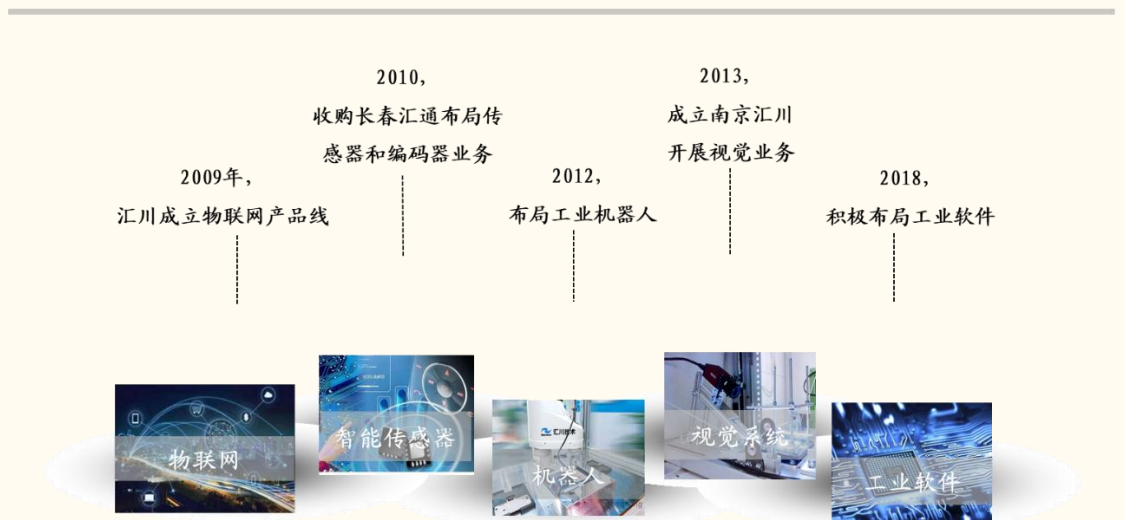 2009年，
汇川成立物联网产品线
2010，
收购长春汇通布局传
感器和编码器业务
2012，
布局工业机器人
2013，
成立南京汇川
开展视觉业务
2018，
积极布局工业软件
物联网
智能传感器
汇川技术
机器人
视觉系统
工业软件